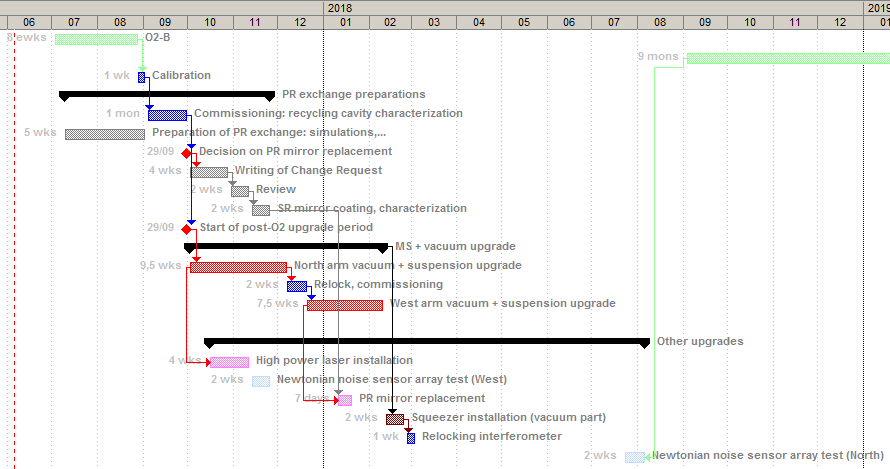 2018 2019
06 07 08 09 10 11 12 01 02 03 04 05 06 07 08 09 10 11 12 01
8 ewks O2-B
9 mons
1 wk Calibration
PR exchange preparations
1 mon Commissioning: recycling cavity characterization
5 wks Preparation of PR exchange: simulations,...
29/09 Decision on PR mirror replacement
4 wks Writing of Change Request
2 wks Review
2 wks SR mirror coating, characterization
29/09 Start of post-O2 upgrade period
MS + vacuum upgrade
9,5 wks North arm vacuum + suspension upgrade
2 wks Relock, commissioning
7,5 wks West arm vacuum + suspension upgrade
Other upgrades
4 wks High power laser installation
2 wks Newtonian noise sensor array test (West)
7 days PR mirror replacement
2 wks Squeezer installation (vacuum part)
1 wk Relocking interferometer
2 wks Newtonian noise sensor array test (North)